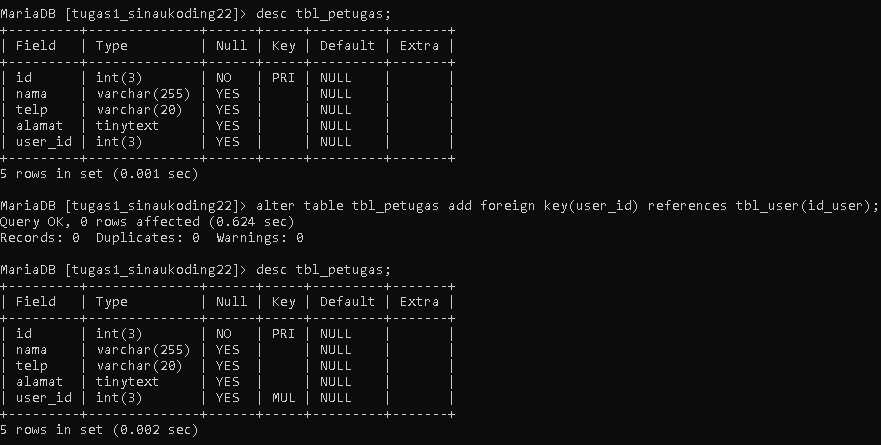 MariaDB [tugas1_sinaukoding22]> desc tbl_petugas;
+---------+--------------+------+-----+---------+-------+
| Field   | Type         | Null | Key | Default | Extra |
+---------+--------------+------+-----+---------+-------+
| id      | int(3)       | NO   | PRI | NULL    |       |
| nama    | varchar(255) | YES  |     | NULL    |       |
| telp    | varchar(20)  | YES  |     | NULL    |       |
| alamat  | tinytext     | YES  |     | NULL    |       |
| user_id | int(3)       | YES  |     | NULL    |       |
+---------+--------------+------+-----+---------+-------+
5 rows in set (0.001 sec)

MariaDB [tugas1_sinaukoding22]> alter table tbl_petugas add foreign key(user_id) references tbl_user(id_user);
Query OK, 0 rows affected (0.624 sec)
Records: 0  Duplicates: 0  Warnings: 0

MariaDB [tugas1_sinaukoding22]> desc tbl_petugas;
+---------+--------------+------+-----+---------+-------+
| Field   | Type         | Null | Key | Default | Extra |
+---------+--------------+------+-----+---------+-------+
| id      | int(3)       | NO   | PRI | NULL    |       |
| nama    | varchar(255) | YES  |     | NULL    |       |
| telp    | varchar(20)  | YES  |     | NULL    |       |
| alamat  | tinytext     | YES  |     | NULL    |       |
| user_id | int(3)       | YES  | MUL | NULL    |       |
+---------+--------------+------+-----+---------+-------+
5 rows in set (0.002 sec)